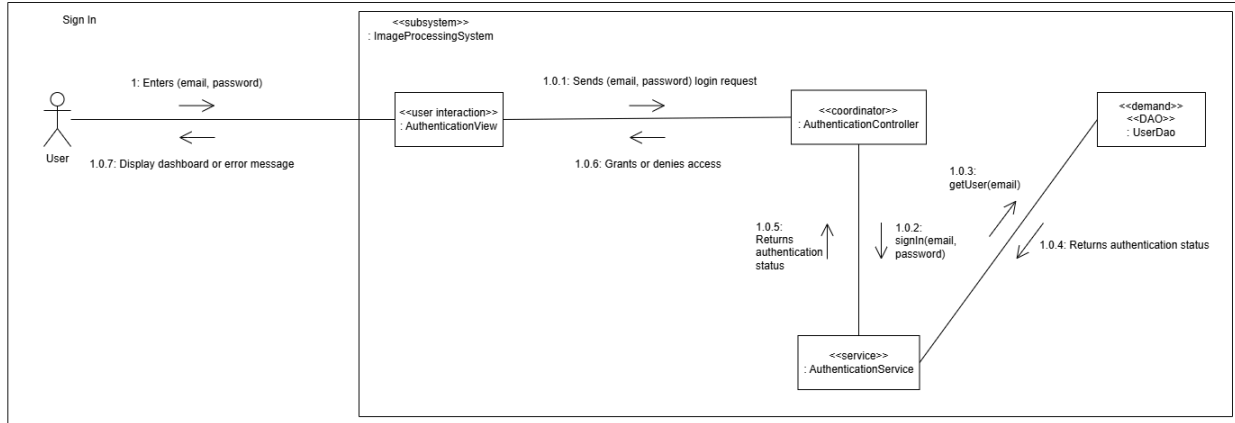 Sign In
<<subsystem>>
: ImageProcessingSystem
1: Enters (email, password)
User
1.0.7: Display dashboard or error message
<<user interaction>>
: AuthenticationView
1.0.1: Sends (email, password) login request
1.0.6: Grants or denies access
<<coordinator>>
: AuthenticationController
<<demand>>
<<DAO>>
: UserDao
1.0.5:
Returns
authentication
status
1.0.2:
signIn(email,
password)
1.0.3:
getUser(email)
1.0.4: Returns authentication status
<<service>>
: AuthenticationService